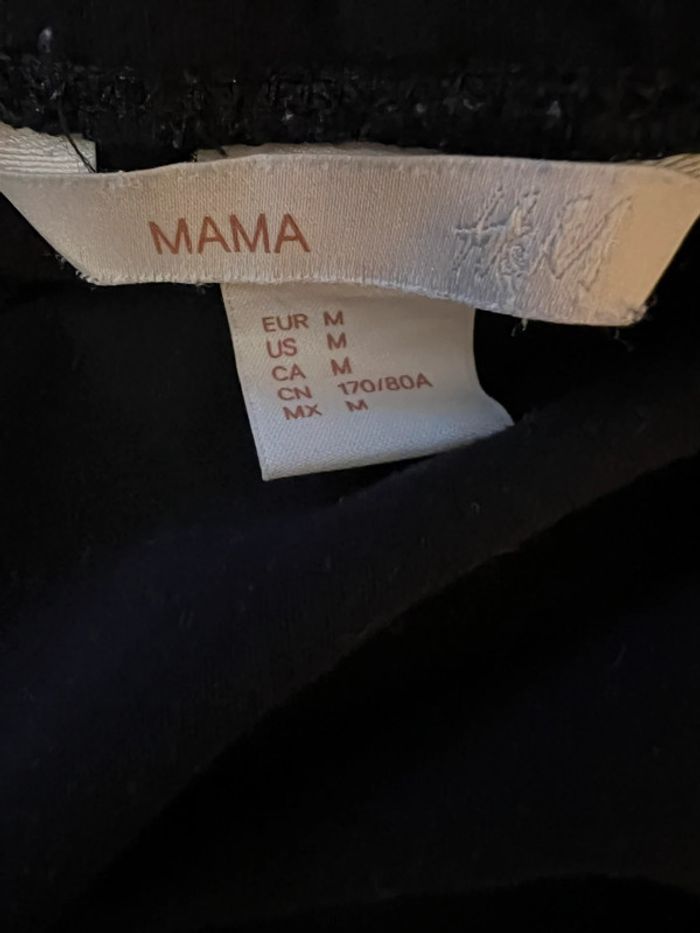 MAMA H&M
EUR M
US M
CA M
CN 170/80A
MX M